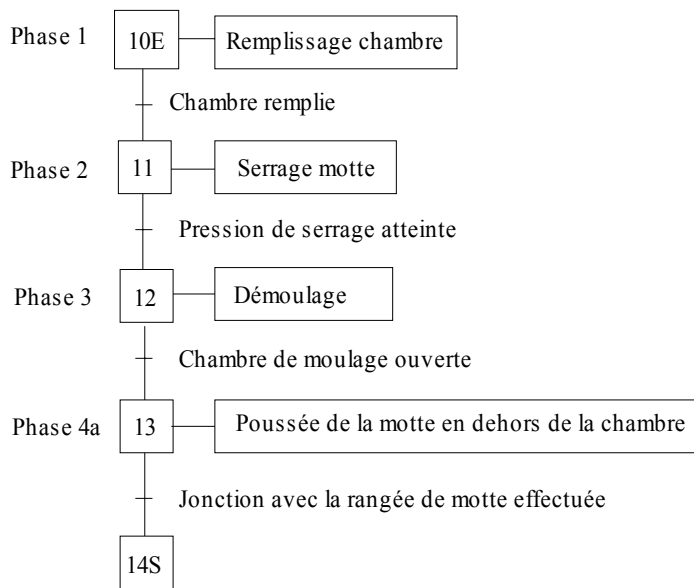 Phase 1 10E Remplissage chambre
Chambre remplie
Phase 2 11 Serrage motte
Pression de serrage atteinte
Phase 3 12 Démoulage
Chambre de moulage ouverte
Phase 4a 13 Poussée de la motte en dehors de la chambre
Jonction avec la rangée de motte effectuée
14S